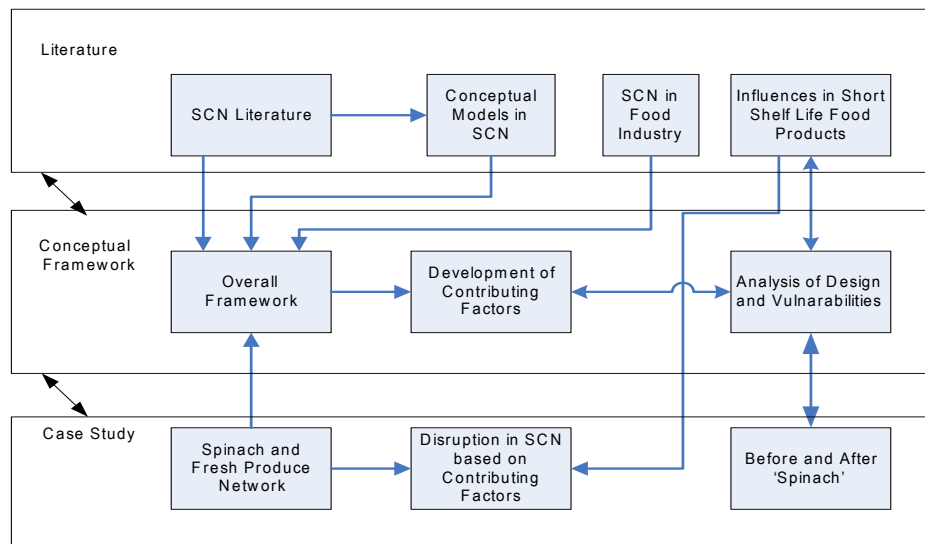 Literature
SCN Literature
Conceptual
Models in
SCN
SCN in
Food
Industry
Influences in Short
Shelf Life Food
Products
Conceptual
Framework
Overall
Framework
Development of
Contributing
Factors
Analysis of Design
and Vulnarabilities
Case Study
Spinach and
Fresh Produce
Network
Disruption in SCN
based on
Contributing
Factors
Before and After
‘Spinach’